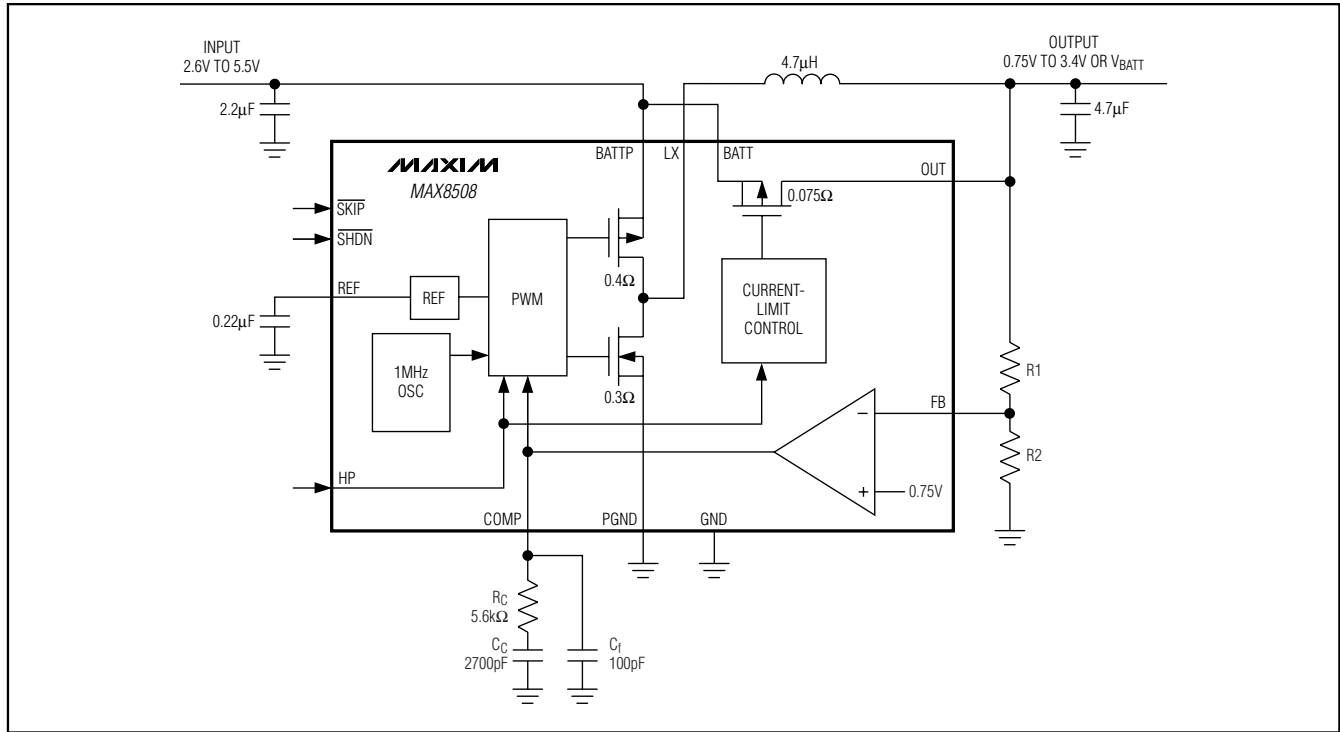 INPUT
2.6V TO 5.5V
2.2μF
4.7μH
OUTPUT
0.75V TO 3.4V OR VBATT
4.7μF
MAXIM
MAX8508
BATTP
LX
BATT
OUT
0.075Ω
SKIP
SHDN
REF
REF
0.22μF
PWM
0.4Ω
0.3Ω
1MHz
OSC
CURRENT-
LIMIT
CONTROL
R1
FB
R2
0.75V
HP
COMP
PGND
GND
RC
5.6kΩ
CC
2700pF
Cf
100pF
−
+